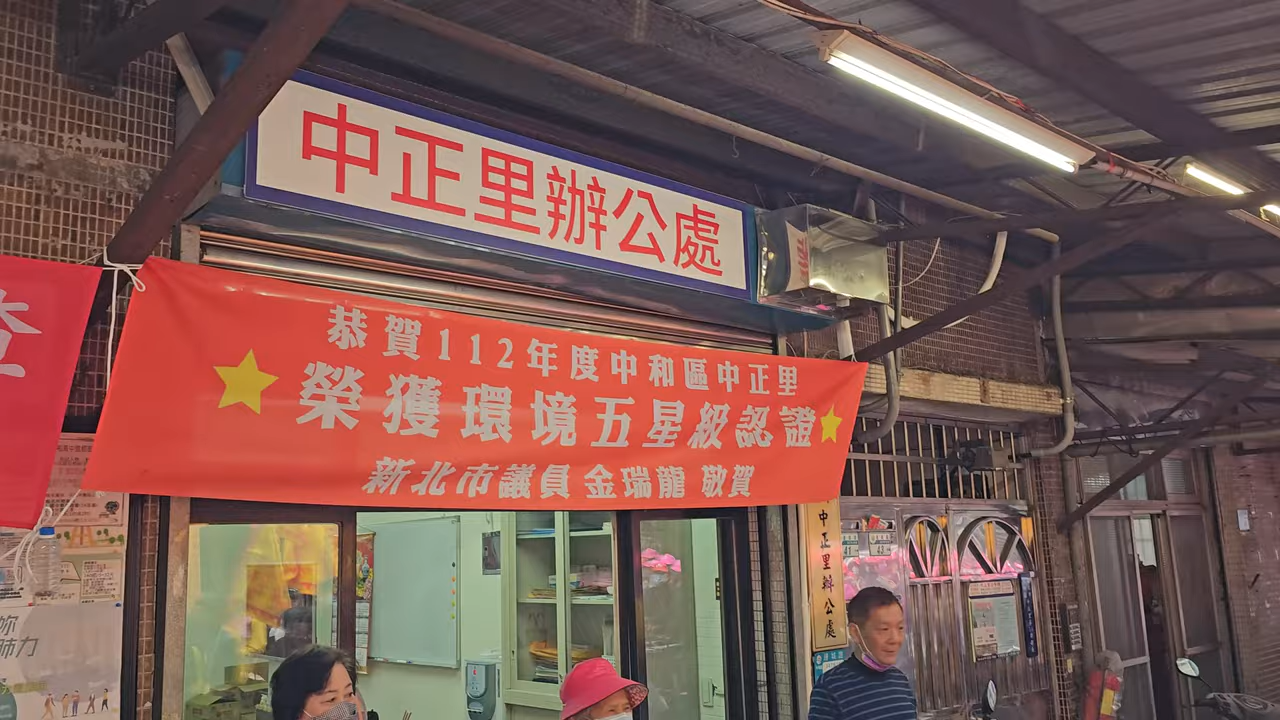 中正里辦公處
恭賀112年度中和區中正里
榮獲環境五星級認證
新北市議員金瑞龍 敬賀
查
中正里辦公處